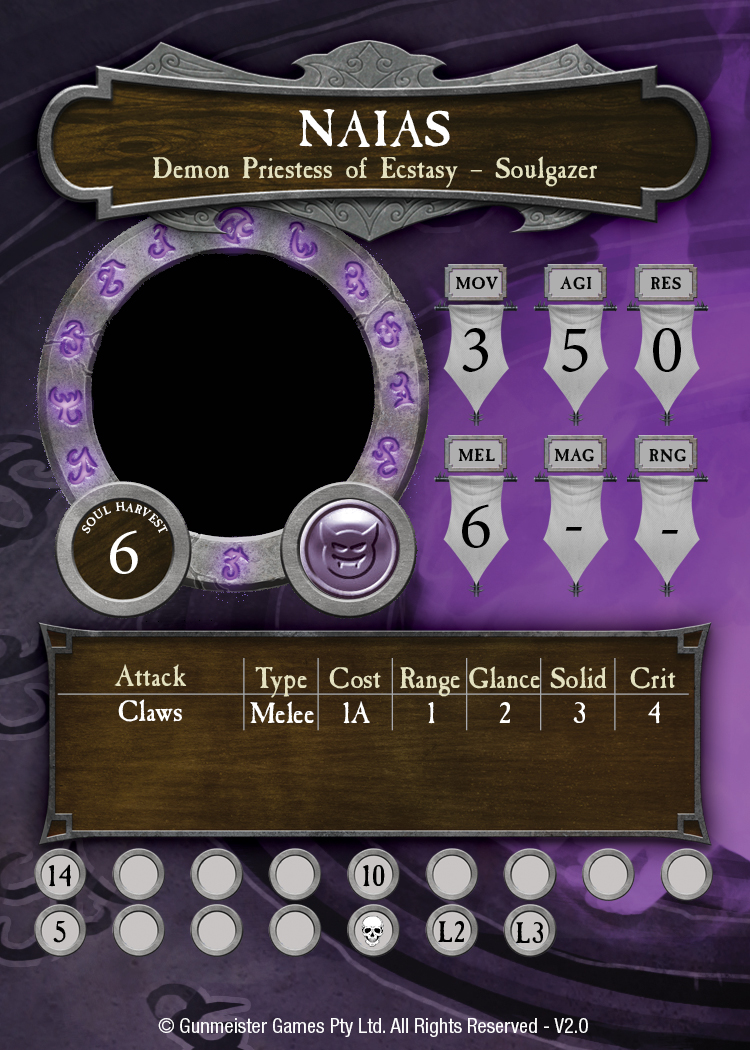 NAIAS
Demon Priestess of Ecstasy – Soulgazer
MOV AGI RES
3 5 0
MEL MAG RNG
6 - -
SOUL HARVEST
6
Attack Type Cost Range Glance Solid Crit
Claws Melee 1A 1 2 3 4
14 10
5 L2 L3
© Gunmeister Games Pty Ltd. All Rights Reserved - V2.0